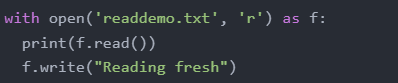 with open('readdemo.txt', 'r') as f:
  print(f.read())
  f.write("Reading fresh")